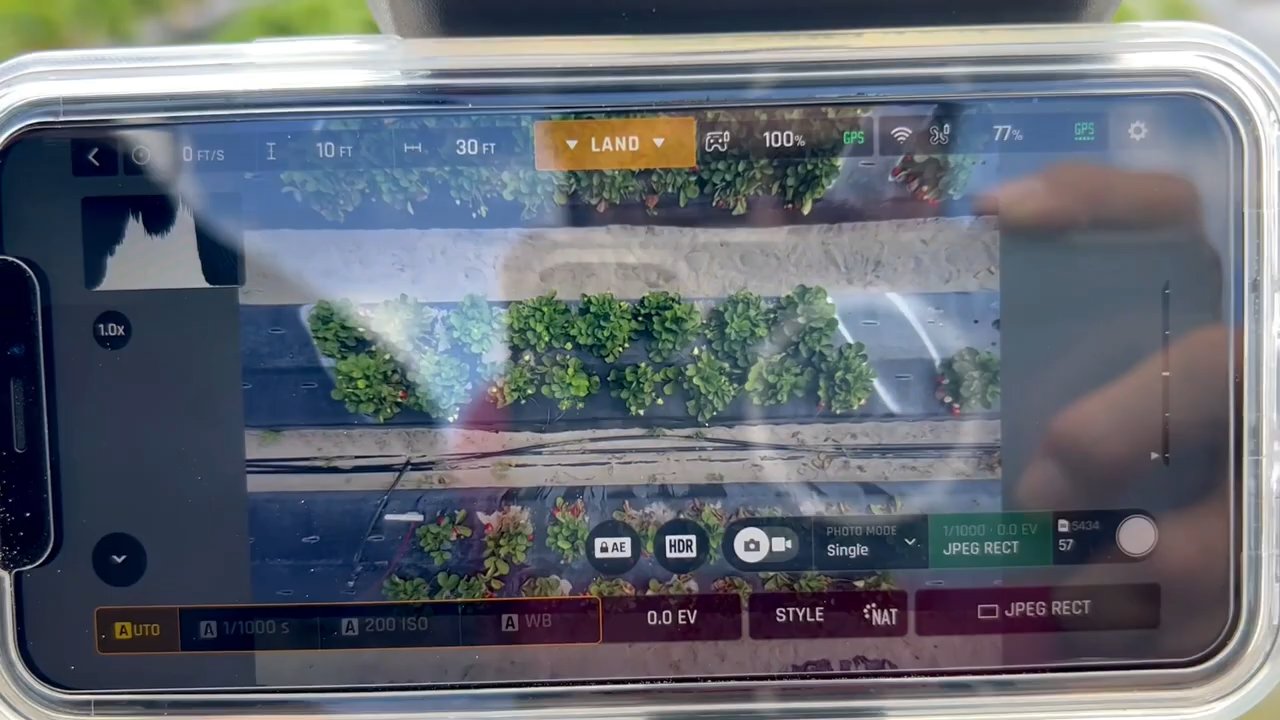 0 FT/S
10 FT
30 FT
LAND
100%
GPS
77%
GPS
1.0x
AE
HDR
PHOTO MODE
Single
1/1000 · 0.0 EV
JPEG RECT
5434
57
AUTO
A 1/1000 s
A 200 ISO
A WB
0.0 EV
STYLE
NAT
JPEG RECT